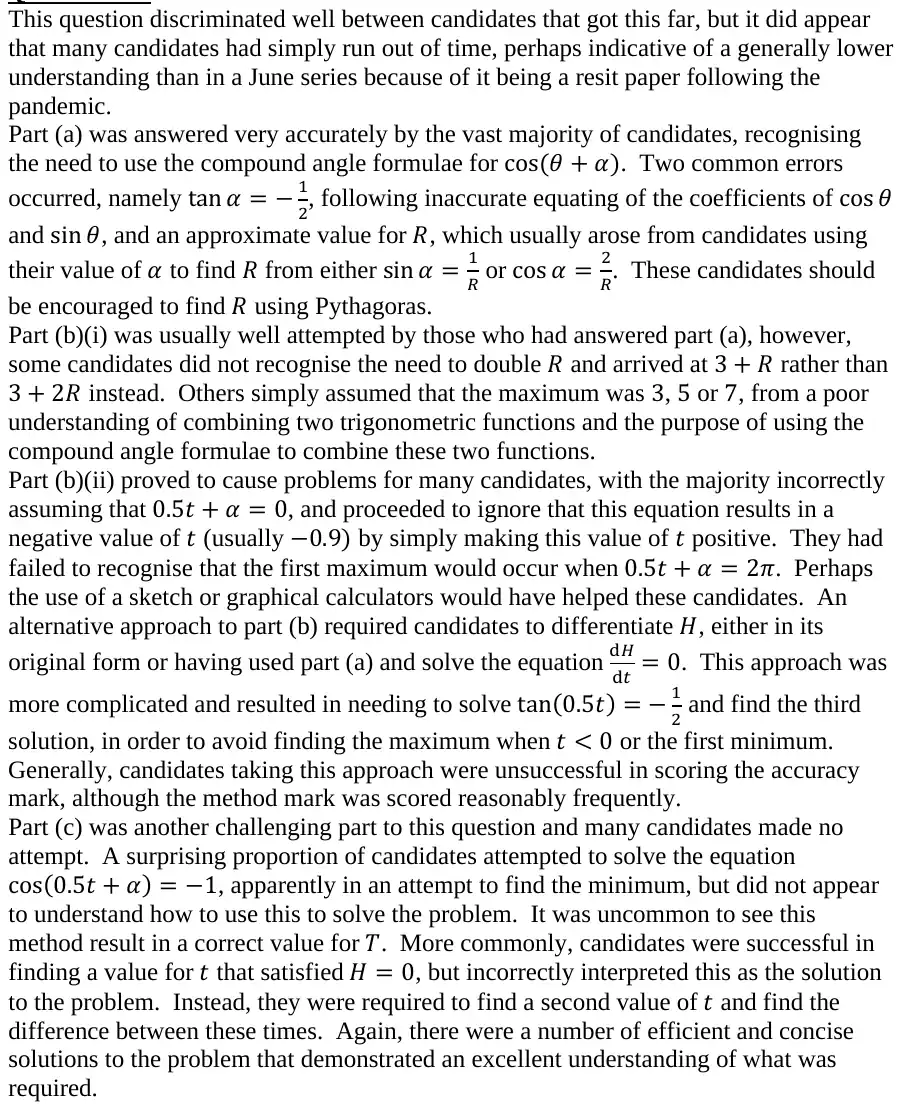 This question discriminated well between candidates that got this far, but it did appear
that many candidates had simply run out of time, perhaps indicative of a generally lower
understanding than in a June series because of it being a resit paper following the
pandemic.
Part (a) was answered very accurately by the vast majority of candidates, recognising
the need to use the compound angle formulae for cos(θ + α). Two common errors
occurred, namely tan α = −1/2, following inaccurate equating of the coefficients of cos θ
and sin θ, and an approximate value for R, which usually arose from candidates using
their value of α to find R from either sin α = 1/R or cos α = 2/R. These candidates should
be encouraged to find R using Pythagoras.
Part (b)(i) was usually well attempted by those who had answered part (a), however,
some candidates did not recognise the need to double R and arrived at 3 + R rather than
3 + 2R instead. Others simply assumed that the maximum was 3, 5 or 7, from a poor
understanding of combining two trigonometric functions and the purpose of using the
compound angle formulae to combine these two functions.
Part (b)(ii) proved to cause problems for many candidates, with the majority incorrectly
assuming that 0.5t + α = 0, and proceeded to ignore that this equation results in a
negative value of t (usually −0.9) by simply making this value of t positive. They had
failed to recognise that the first maximum would occur when 0.5t + α = 2π. Perhaps
the use of a sketch or graphical calculators would have helped these candidates. An
alternative approach to part (b) required candidates to differentiate H, either in its
original form or having used part (a) and solve the equation dH/dt = 0. This approach was
more complicated and resulted in needing to solve tan(0.5t) = −1/2 and find the third
solution, in order to avoid finding the maximum when t < 0 or the first minimum.
Generally, candidates taking this approach were unsuccessful in scoring the accuracy
mark, although the method mark was scored reasonably frequently.
Part (c) was another challenging part to this question and many candidates made no
attempt. A surprising proportion of candidates attempted to solve the equation
cos(0.5t + α) = −1, apparently in an attempt to find the minimum, but did not appear
to understand how to use this to solve the problem. It was uncommon to see this
method result in a correct value for T. More commonly, candidates were successful in
finding a value for t that satisfied H = 0, but incorrectly interpreted this as the solution
to the problem. Instead, they were required to find a second value of t and find the
difference between these times. Again, there were a number of efficient and concise
solutions to the problem that demonstrated an excellent understanding of what was
required.